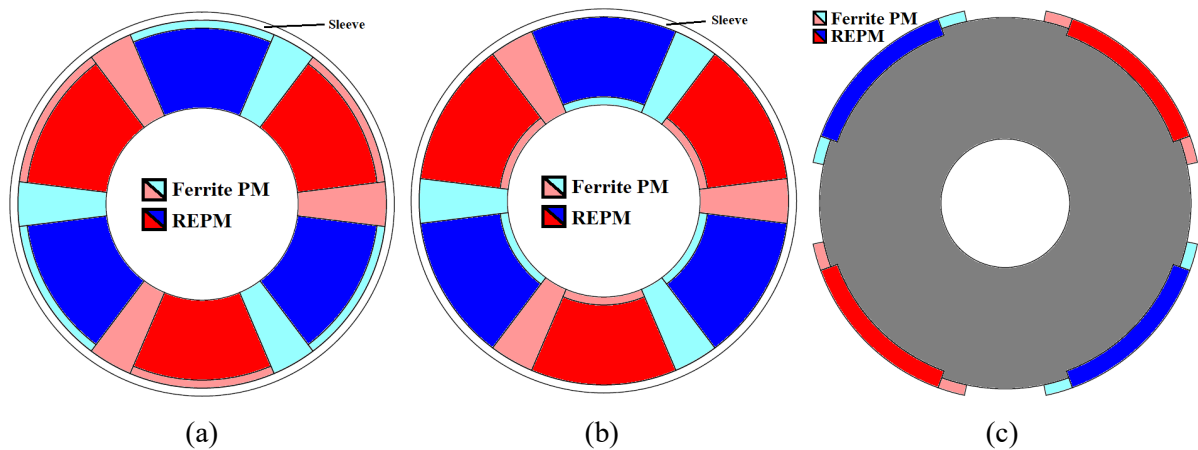 Sleeve
Ferrite PM
REPM
(a)
Sleeve
Ferrite PM
REPM
(b)
Ferrite PM
REPM
(c)